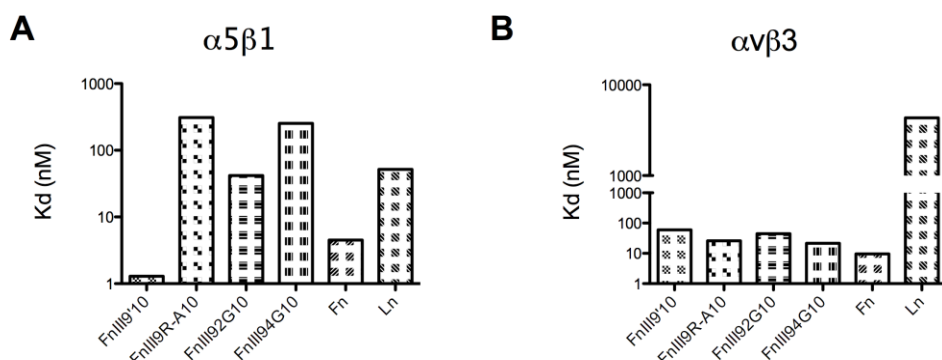 A
α5β1
Kd (nM)
1000
100
10
1
FnIII9'10
FnIII9R-A10
FnIII92G10
FnIII94G10
Fn
Ln
B
αvβ3
Kd (nM)
10000
1000
1000
100
10
1
FnIII9'10
FnIII9R-A10
FnIII92G10
FnIII94G10
Fn
Ln